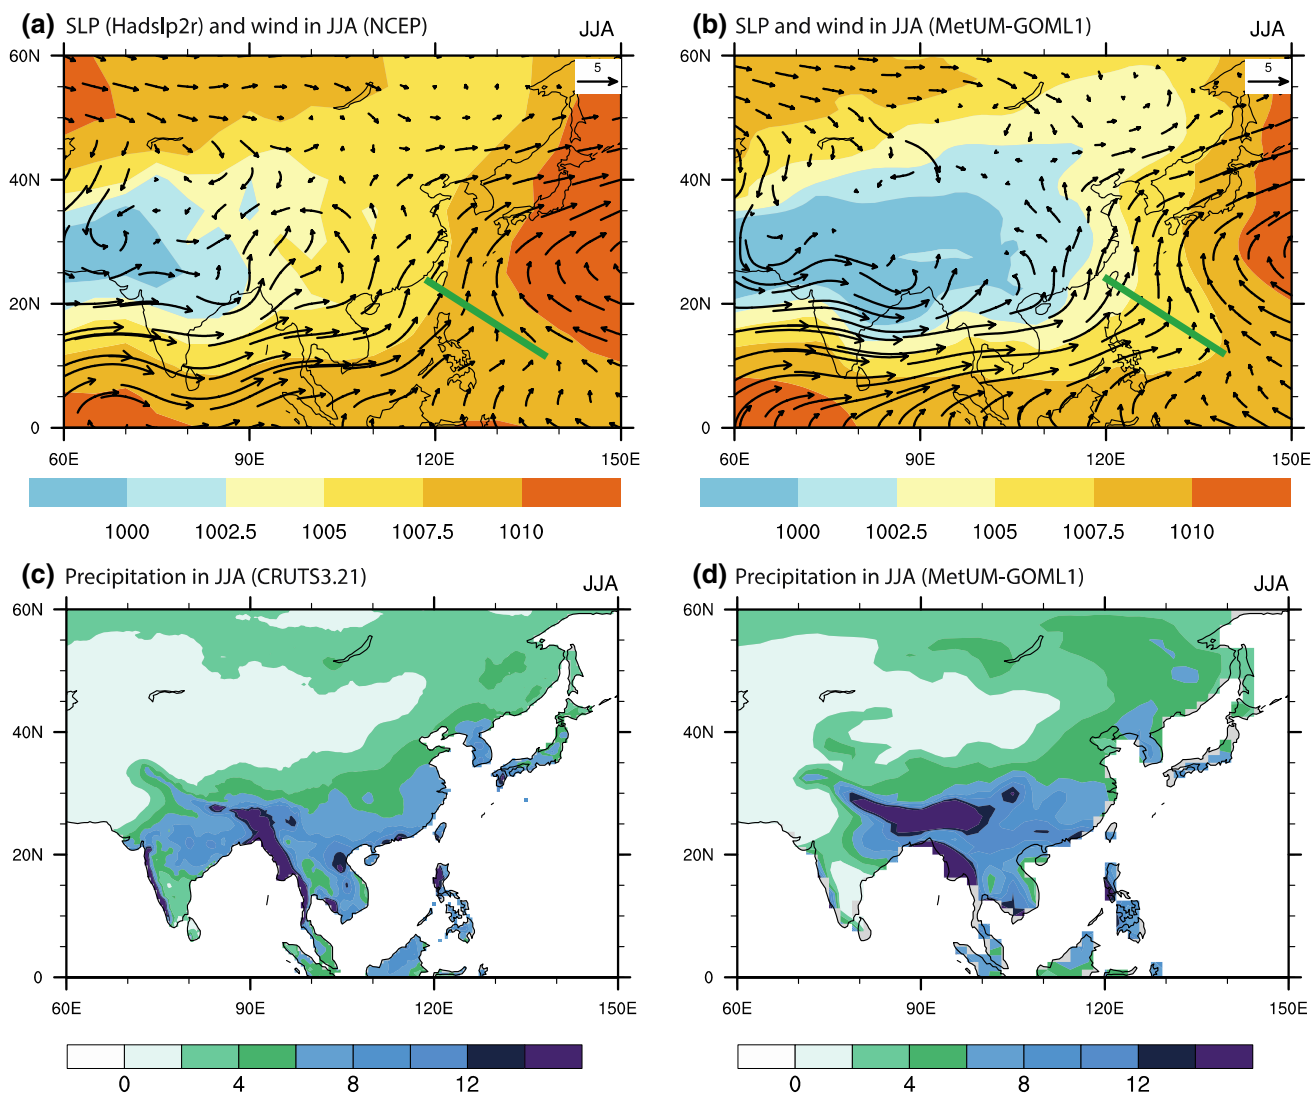 (a) SLP (Hadslp2r) and wind in JJA (NCEP) JJA
(b) SLP and wind in JJA (MetUM-GOML1) JJA
60N
5
40N
20N
0
60E 90E 120E 150E
60N
5
40N
20N
0
60E 90E 120E 150E
1000 1002.5 1005 1007.5 1010
1000 1002.5 1005 1007.5 1010
(c) Precipitation in JJA (CRUTS3.21) JJA
(d) Precipitation in JJA (MetUM-GOML1) JJA
60N
40N
20N
0
60E 90E 120E 150E
60N
40N
20N
0
60E 90E 120E 150E
0 4 8 12
0 4 8 12